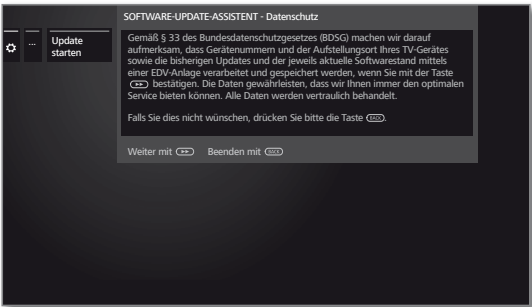 SOFTWARE-UPDATE-ASSISTENT - Datenschutz
...
Update
starten
Gemäß § 33 des Bundesdatenschutzgesetzes (BDSG) machen wir darauf
aufmerksam, dass Gerätenummern und der Aufstellungsort Ihres TV-Gerätes
sowie die bisherigen Updates und der jeweils aktuelle Softwarestand mittels
einer EDV-Anlage verarbeitet und gespeichert werden, wenn Sie mit der Taste
bestätigen. Die Daten gewährleisten, dass wir Ihnen immer den optimalen
Service bieten können. Alle Daten werden vertraulich behandelt.
Falls Sie dies nicht wünschen, drücken Sie bitte die Taste (BACK).
Weiter mit Beenden mit (BACK)